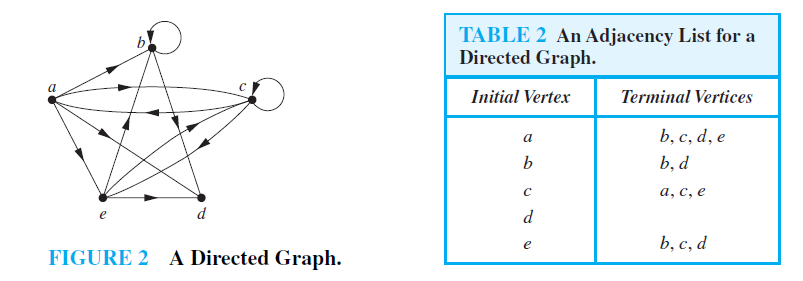 b
a
c
e
d
FIGURE 2 A Directed Graph.
TABLE 2 An Adjacency List for a
Directed Graph.
Initial Vertex Terminal Vertices
a b, c, d, e
b b, d
c a, c, e
d
e b, c, d